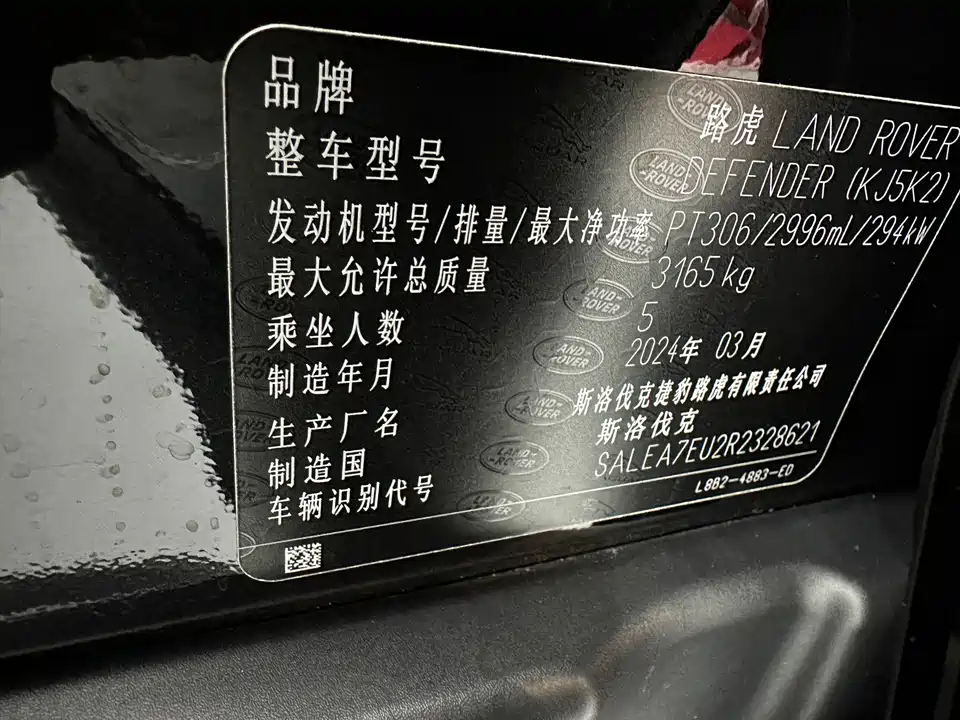 品牌 路虎 LAND ROVER
整车型号 DEFENDER (KJ5K2)
发动机型号/排量/最大净功率 PT306/2996mL/294kW
最大允许总质量 3165kg
乘坐人数 5
制造年月 2024年 03月
生产厂名 斯洛伐克捷豹路虎有限责任公司
制造国 斯洛伐克
车辆识别代号 SALEA7EU2R2328621
L8B2-4883-ED